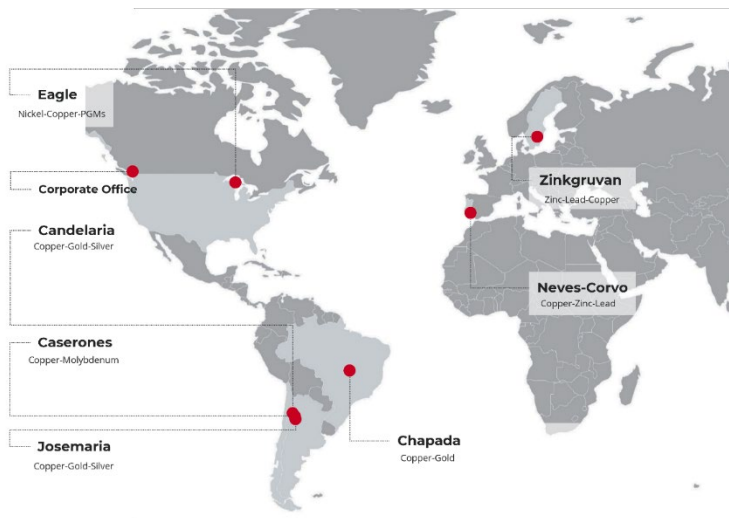 Eagle
Nickel-Copper-PGMs
Corporate Office
Candelaria
Copper-Gold-Silver
Caserones
Copper-Molybdenum
Josemaria
Copper-Gold-Silver
Chapada
Copper-Gold
Zinkgruvan
Zinc-Lead-Copper
Neves-Corvo
Copper-Zinc-Lead